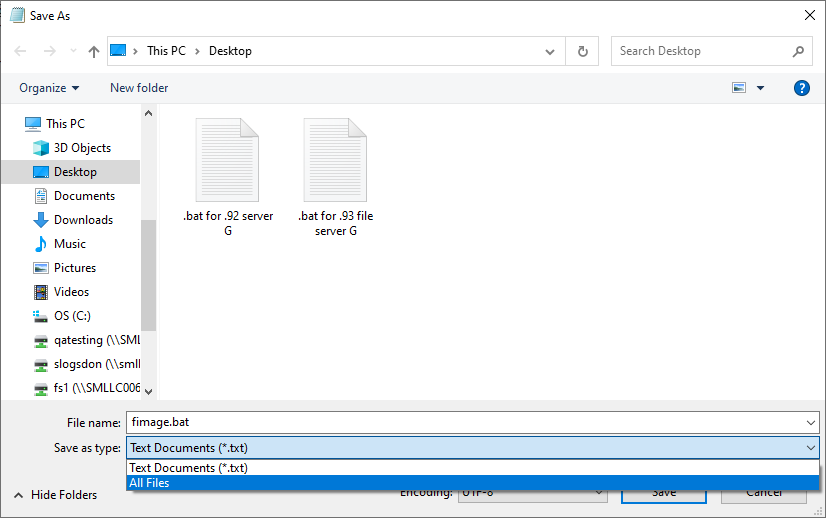 Save As
This PC
Desktop
Search Desktop
Organize
New folder
?
This PC
3D Objects
Desktop
Documents
Downloads
Music
Pictures
Videos
OS (C:)
qatesting (\\SML
slogsdon (\\smll
fs1 (\\SMLLC006
.bat for .92 server
G
.bat for .93 file
server G
File name:
fimage.bat
Save as type:
Text Documents (*.txt)
Text Documents (*.txt)
All Files
Hide Folders
Encoding:
UTF-8
Save
Cancel